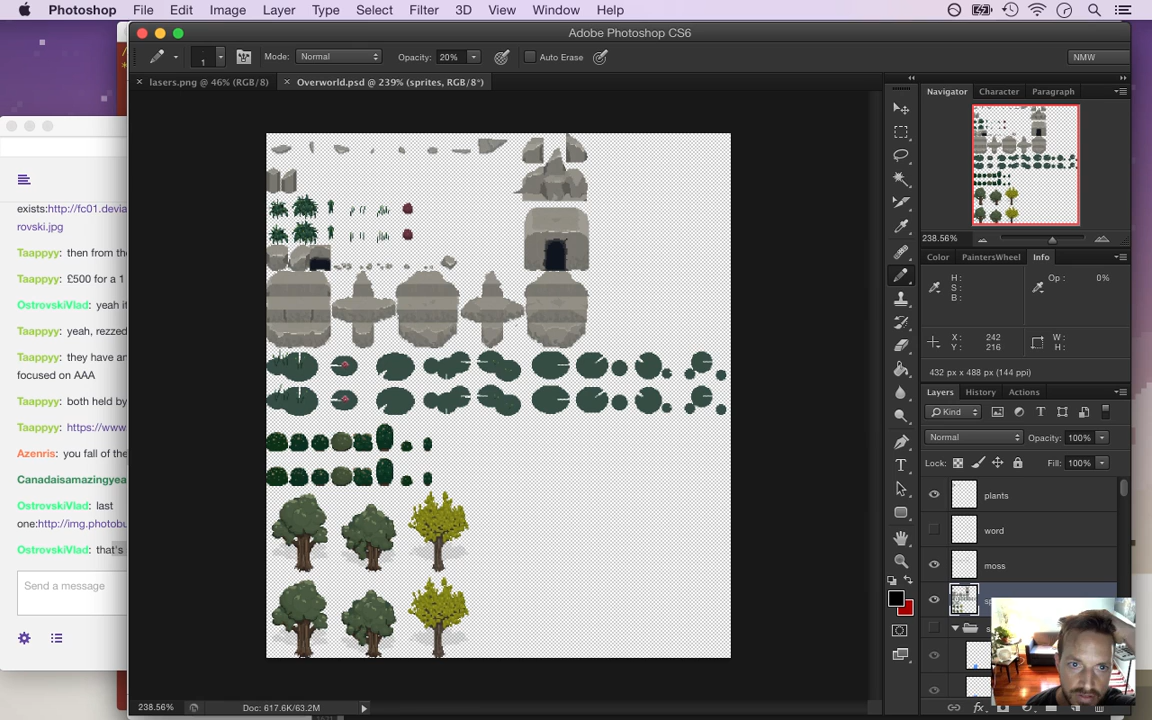 Photoshop File Edit Image Layer Type Select Filter 3D View Window Help
Adobe Photoshop CS6
Mode: Normal Opacity: 20% Auto Erase NMW
lasers.png @ 46% (RGB/8) Overworld.psd @ 239% (sprites, RGB/8*)
Navigator Character Paragraph
238.56%
Color PaintersWheel Info
H:
S:
B:
Op: 0%
X: 242
Y: 216
W:
H:
432 px x 488 px (144 ppi)
Layers History Actions
Kind
Normal Opacity: 100%
Lock: Fill: 100%
plants
word
moss
238.56% Doc: 617.6K/63.2M
exists:http://fc01.devia
rovski.jpg
Taappyy: then from th
Taappyy: £500 for a 1
OstrovskiVlad: yeah it
Taappyy: yeah, rezzed
Taappyy: they have an
focused on AAA
Taappyy: both held by
Taappyy: https://www.
Azenris: you fall of the
Canadaisamazingyea
OstrovskiVlad: last
one:http://img.photobu
OstrovskiVlad: that's
Send a message